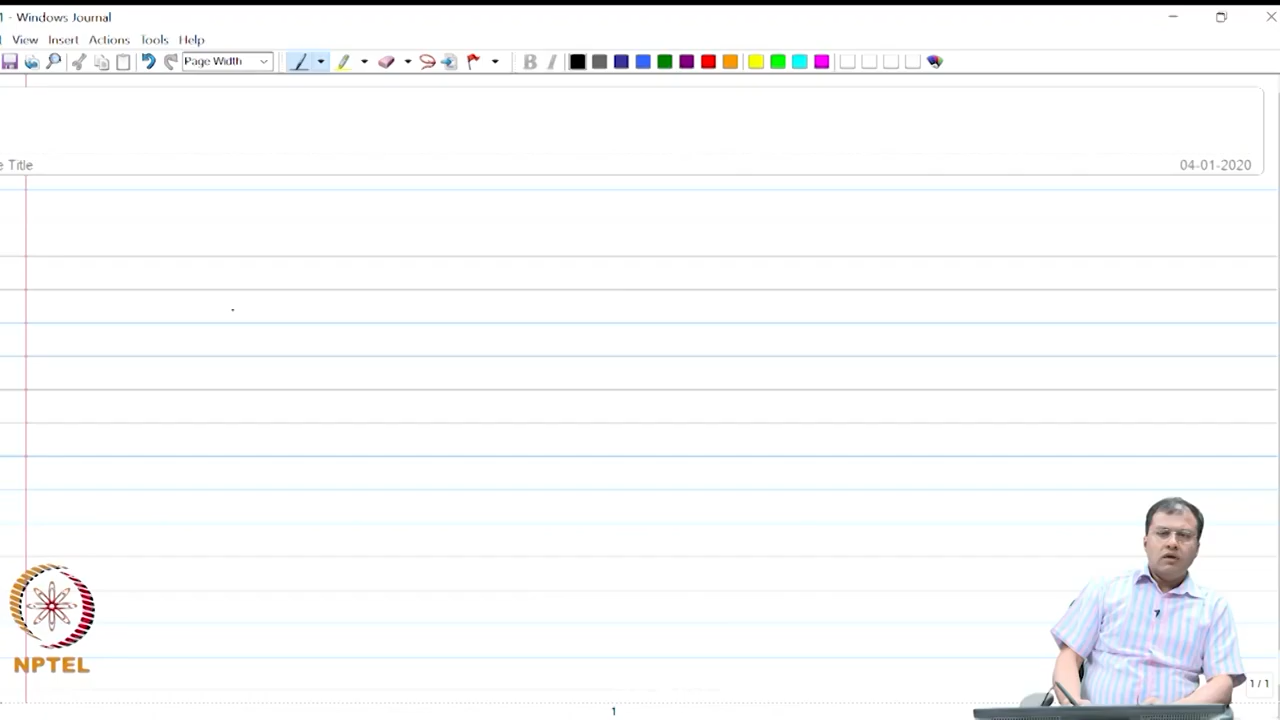 1 - Windows Journal
View Insert Actions Tools Help
Page Width
B I
e Title
04-01-2020
NPTEL
1 / 1
1